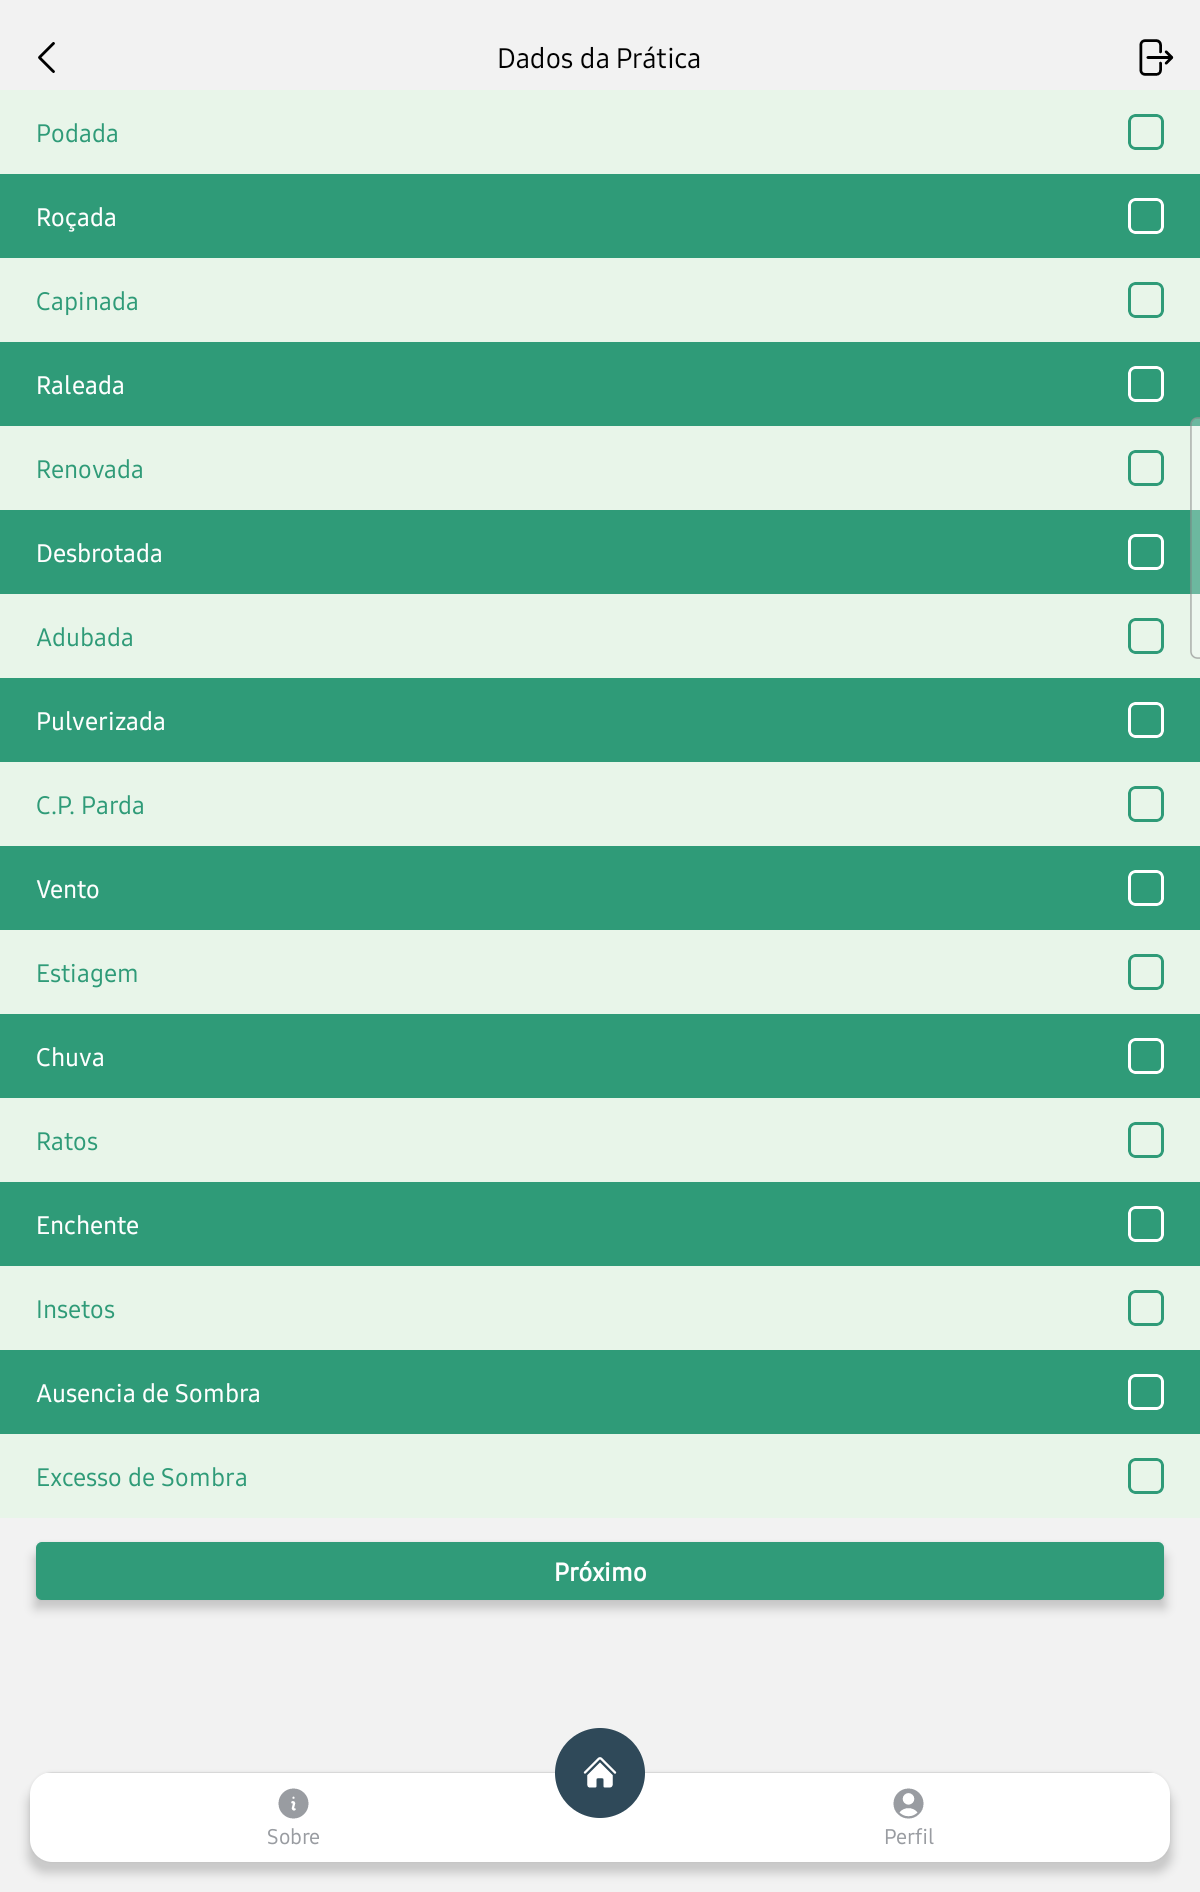 Dados da Prática
Podada
Roçada
Capinada
Raleada
Renovada
Desbrotada
Adubada
Pulverizada
C.P. Parda
Vento
Estiagem
Chuva
Ratos
Enchente
Insetos
Ausencia de Sombra
Excesso de Sombra
Próximo
Sobre
Perfil